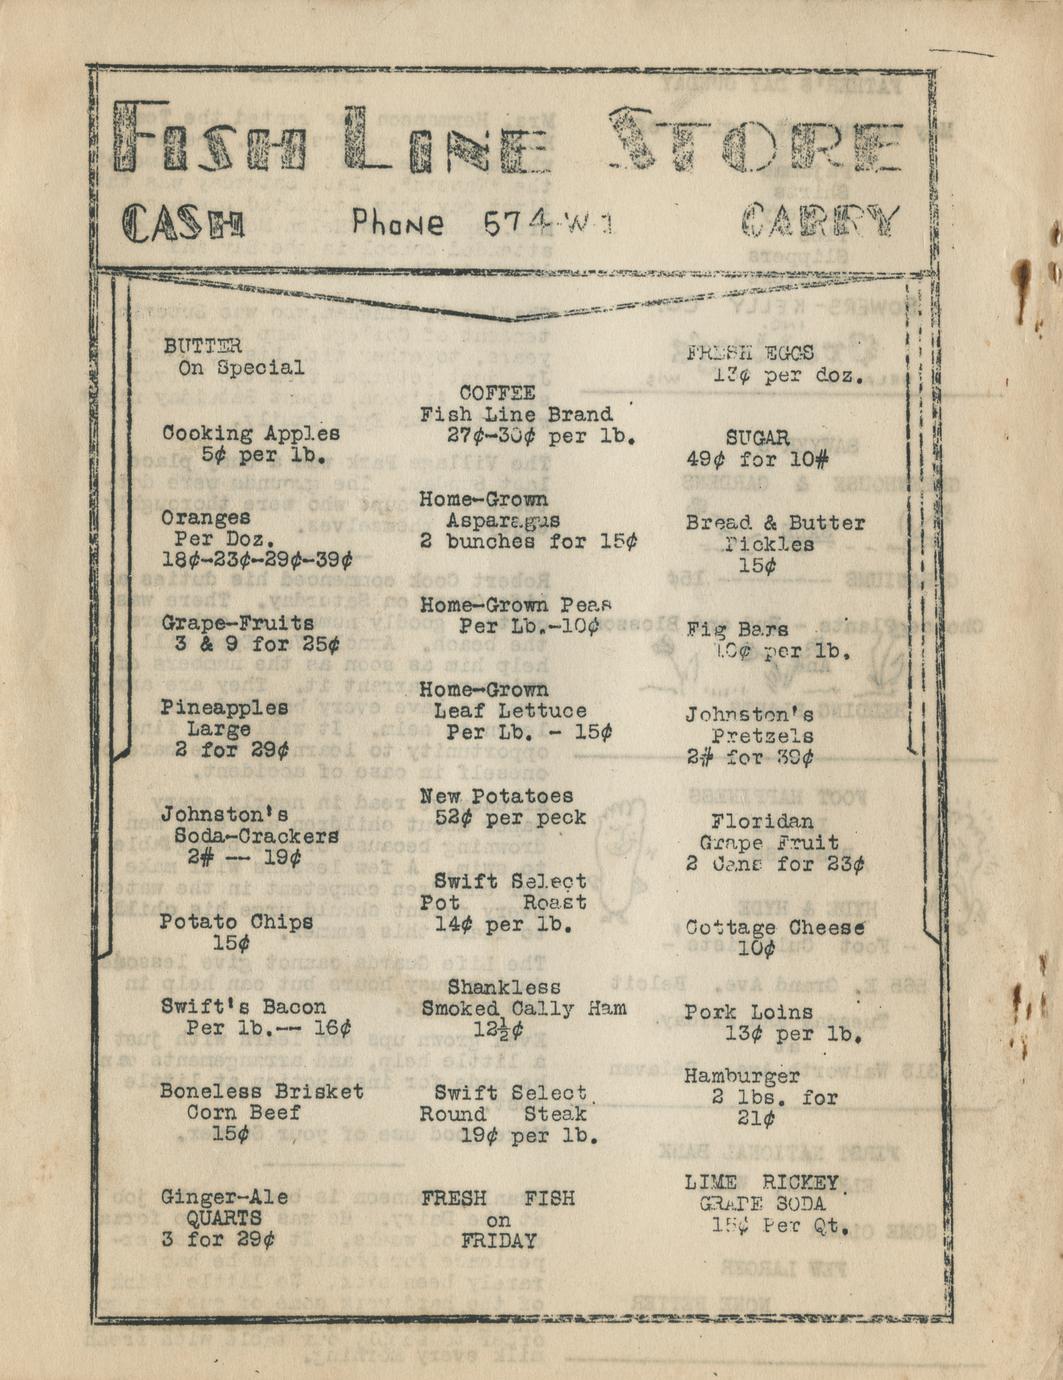 FISH LINE STORE
CASH Phone 574-W1 CARRY
BUTTER
On Special
Cooking Apples
5¢ per lb.
Oranges
Per Doz.
18¢-23¢-29¢-39¢
Grape-Fruits
3 & 9 for 25¢
Pineapples
Large
2 for 29¢
Johnston's
Soda-Crackers
2# -- 19¢
Potato Chips
15¢
Swift's Bacon
Per lb.-- 16¢
Boneless Brisket
Corn Beef
15¢
Ginger-Ale
QUARTS
3 for 29¢
COFFEE
Fish Line Brand
27¢-30¢ per lb.
Home-Grown
Asparagus
2 bunches for 15¢
Home-Grown Peas
Per Lb.-10¢
Home-Grown
Leaf Lettuce
Per Lb. - 15¢
New Potatoes
52¢ per peck
Swift Select
Pot Roast
14¢ per lb.
Shankless
Smoked Cally Ham
12½¢
Swift Select
Round Steak
19¢ per lb.
FRESH FISH
on
FRIDAY
FRESH EGGS
13¢ per doz.
SUGAR
49¢ for 10#
Bread & Butter
Pickles
15¢
Fig Bars
10¢ per lb.
Johnston's
Pretzels
2# for 39¢
Floridan
Grape Fruit
2 Cans for 23¢
Cottage Cheese
10¢
Pork Loins
13¢ per lb.
Hamburger
2 lbs. for
21¢
LIME RICKEY
GRAPE SODA
15¢ Per Qt.